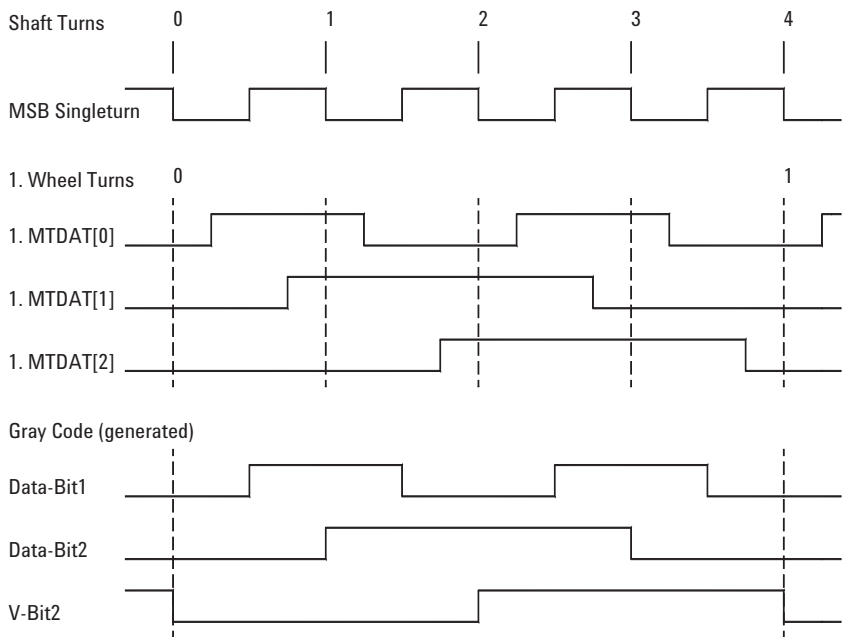 Shaft Turns 0 1 2 3 4
MSB Singleturn
1. Wheel Turns 0 1
1. MTDAT[0]
1. MTDAT[1]
1. MTDAT[2]
Gray Code (generated)
Data-Bit1
Data-Bit2
V-Bit2